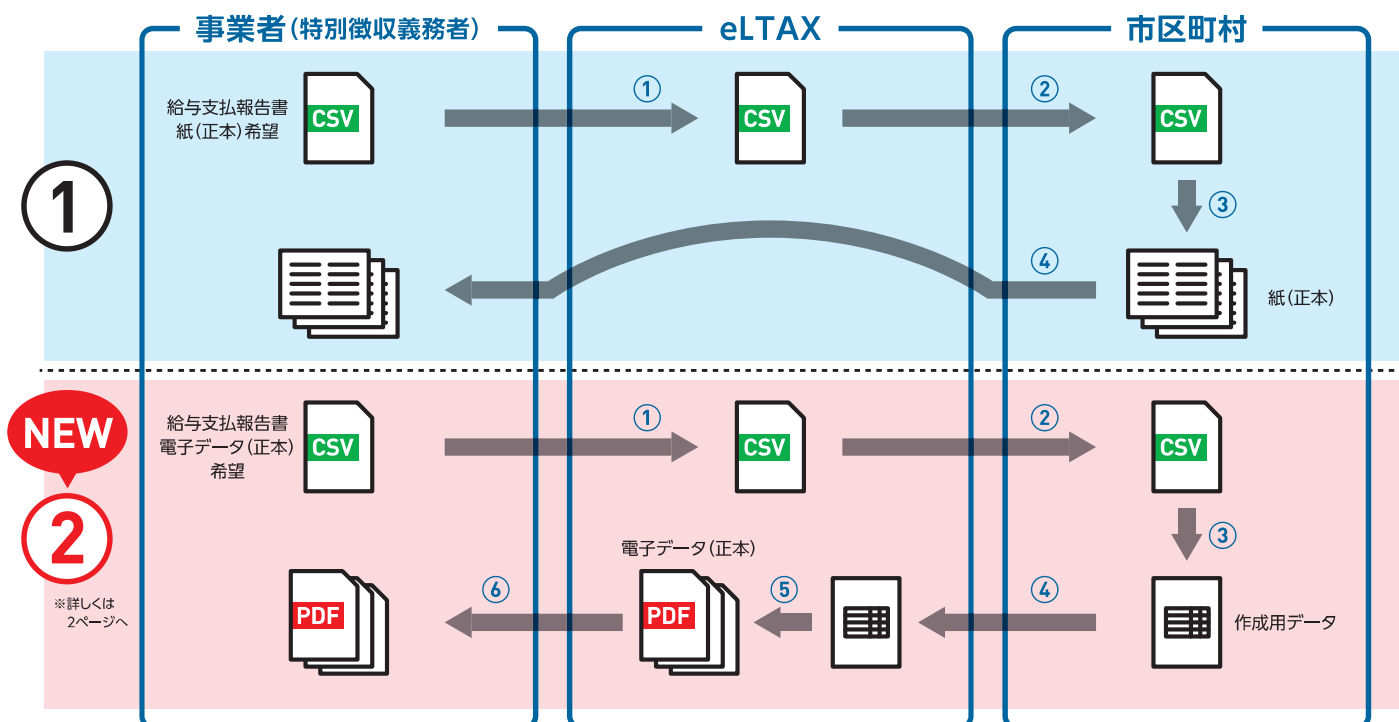 事業者(特別徴収義務者)
eLTAX
市区町村
給与支払報告書
紙(正本)希望
CSV
①
CSV
②
CSV
1
③
④
紙(正本)
NEW
2
※詳しくは
2ページへ
給与支払報告書
電子データ(正本)
希望
CSV
①
CSV
②
CSV
③
電子データ(正本)
PDF
⑥
PDF
⑤
④
作成用データ